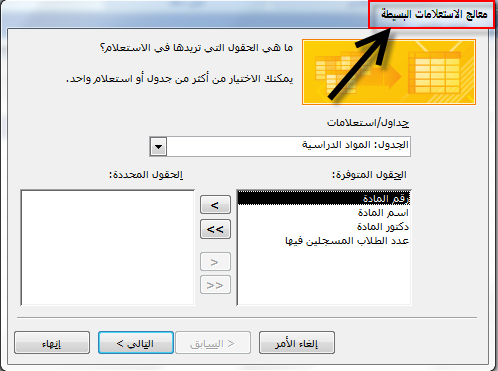 معالج الاستعلامات البسيطة
ما هي الحقول التي تريدها في الاستعلام؟
يمكنك الاختيار من أكثر من جدول أو استعلام واحد.
جداول/استعلامات
الجدول: المواد الدراسية
الحقول المتوفرة:
الحقول المحددة:
رقم المادة
اسم المادة
دكتور المادة
عدد الطلاب المسجلين فيها
>
>>
<
<<
إلغاء الأمر
< السابق
التالي >
إنهاء